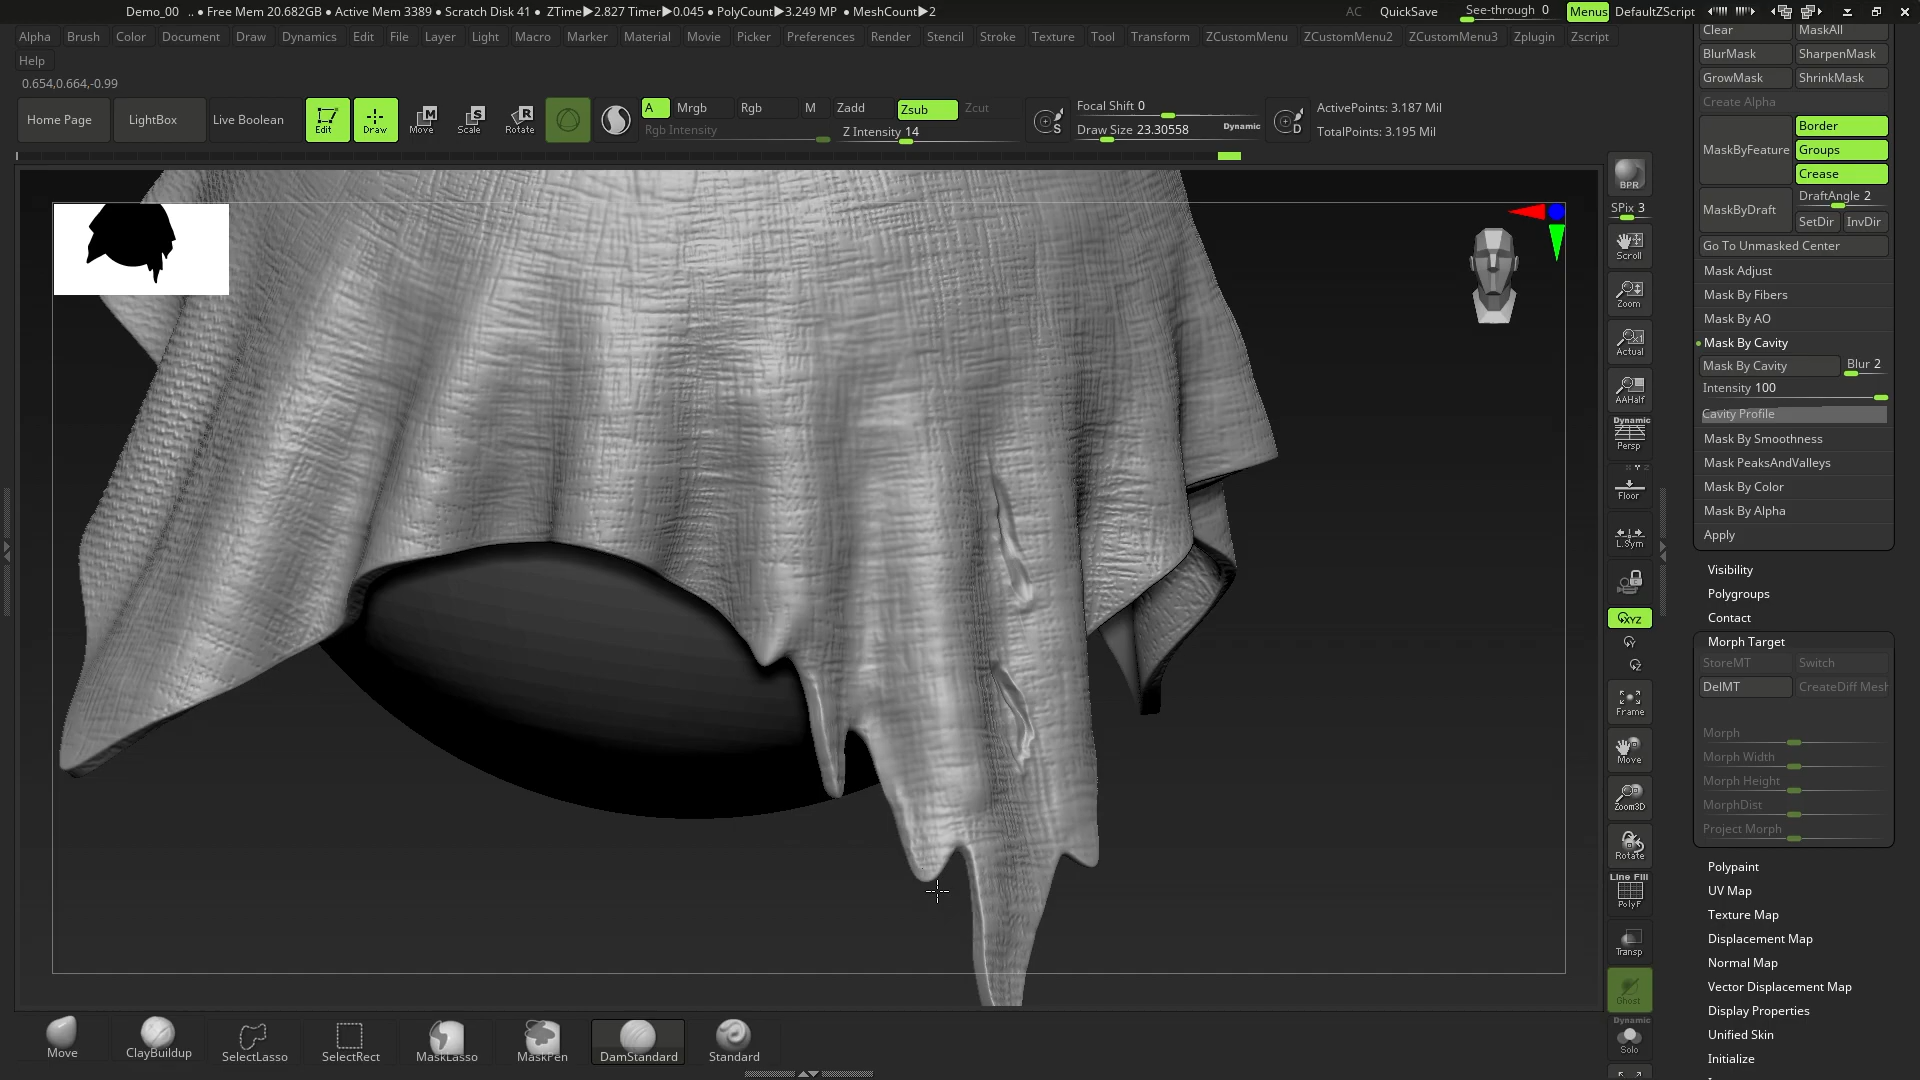 Demo_00 .. • Free Mem 20.682GB • Active Mem 3389 • Scratch Disk 41 • ZTime▶2.827 Timer▶0.045 • PolyCount▶3.249 MP • MeshCount▶2 AC QuickSave See-through 0 Menus DefaultZScript
Alpha Brush Color Document Draw Dynamics Edit File Layer Light Macro Marker Material Movie Picker Preferences Render Stencil Stroke Texture Tool Transform ZCustomMenu ZCustomMenu2 ZCustomMenu3 Zplugin Zscript
Help
0.654,0.664,-0.99
Home Page LightBox Live Boolean Edit Draw Move Scale Rotate
A Mrgb Rgb M Zadd Zsub Zcut
Rgb Intensity Z Intensity 14
S Focal Shift 0
Draw Size 23.30558 Dynamic D
ActivePoints: 3.187 Mil
TotalPoints: 3.195 Mil
BPR
SPix 3
Scroll
Zoom
Actual
AAHalf
Dynamic
Persp
Floor
L.Sym
XYZ
Y
Z
Frame
Move
Zoom3D
Rotate
Line Fill
PolyF
Transp
Ghost
Dynamic
Solo
Clear MaskAll
BlurMask SharpenMask
GrowMask ShrinkMask
Create Alpha
MaskByFeature Border
Groups
Crease
MaskByDraft DraftAngle 2
SetDir InvDir
Go To Unmasked Center
Mask Adjust
Mask By Fibers
Mask By AO
Mask By Cavity
Mask By Cavity Blur 2
Intensity 100
Cavity Profile
Mask By Smoothness
Mask PeaksAndValleys
Mask By Color
Mask By Alpha
Apply
Visibility
Polygroups
Contact
Morph Target
StoreMT Switch
DelMT CreateDiff Mesh
Morph
Morph Width
Morph Height
MorphDist
Project Morph
Polypaint
UV Map
Texture Map
Displacement Map
Normal Map
Vector Displacement Map
Display Properties
Unified Skin
Initialize
Move ClayBuildup SelectLasso SelectRect MaskLasso MaskPen DamStandard Standard